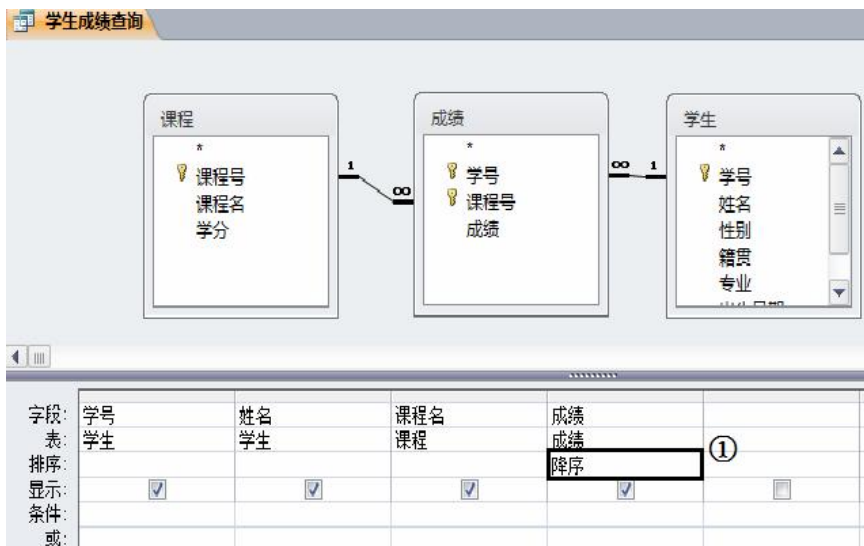 学生成绩查询
课程
*
课程号
课程名
学分
1
∞
成绩
*
学号
课程号
成绩
∞
1
学生
*
学号
姓名
性别
籍贯
专业
字段: 学号 姓名 课程名 成绩
表: 学生 学生 课程 成绩
排序: 降序 ①
显示:
条件:
或: